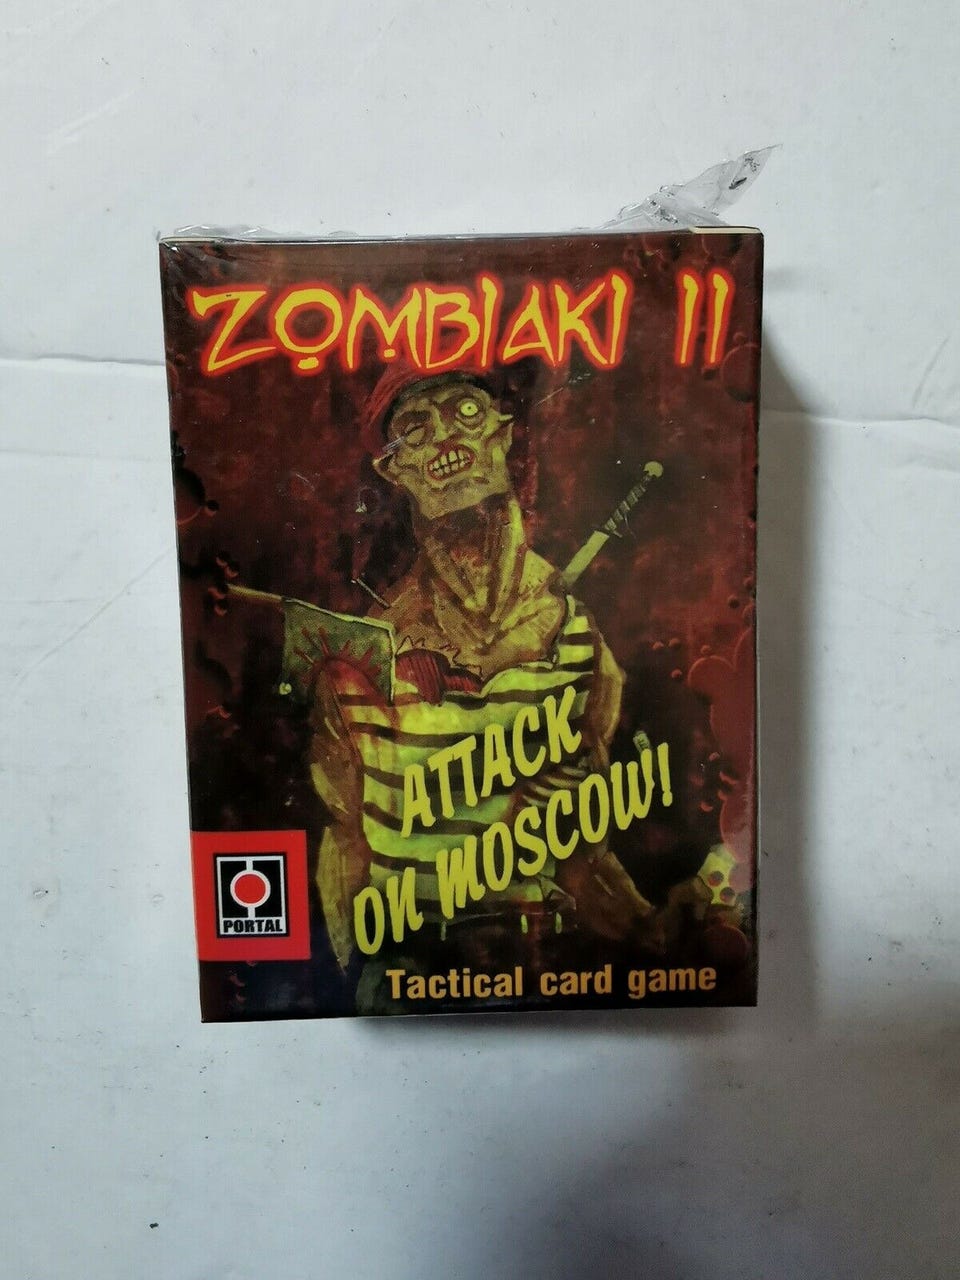 ZOMBIAKI II
ATTACK
ON MOSCOW!
PORTAL
Tactical card game